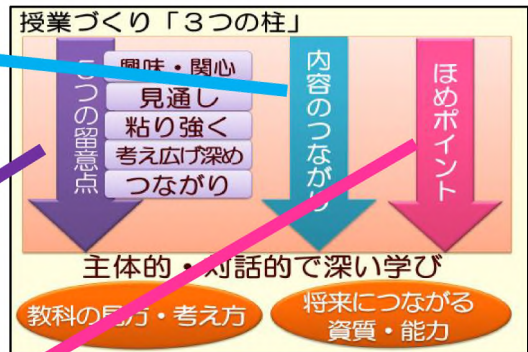 授業づくり「３つの柱」
５つの留意点
興味・関心
見通し
粘り強く
考え広げ深め
つながり
内容のつながり
ほめポイント
主体的・対話的で深い学び
教科の見方・考え方
将来につながる
資質・能力